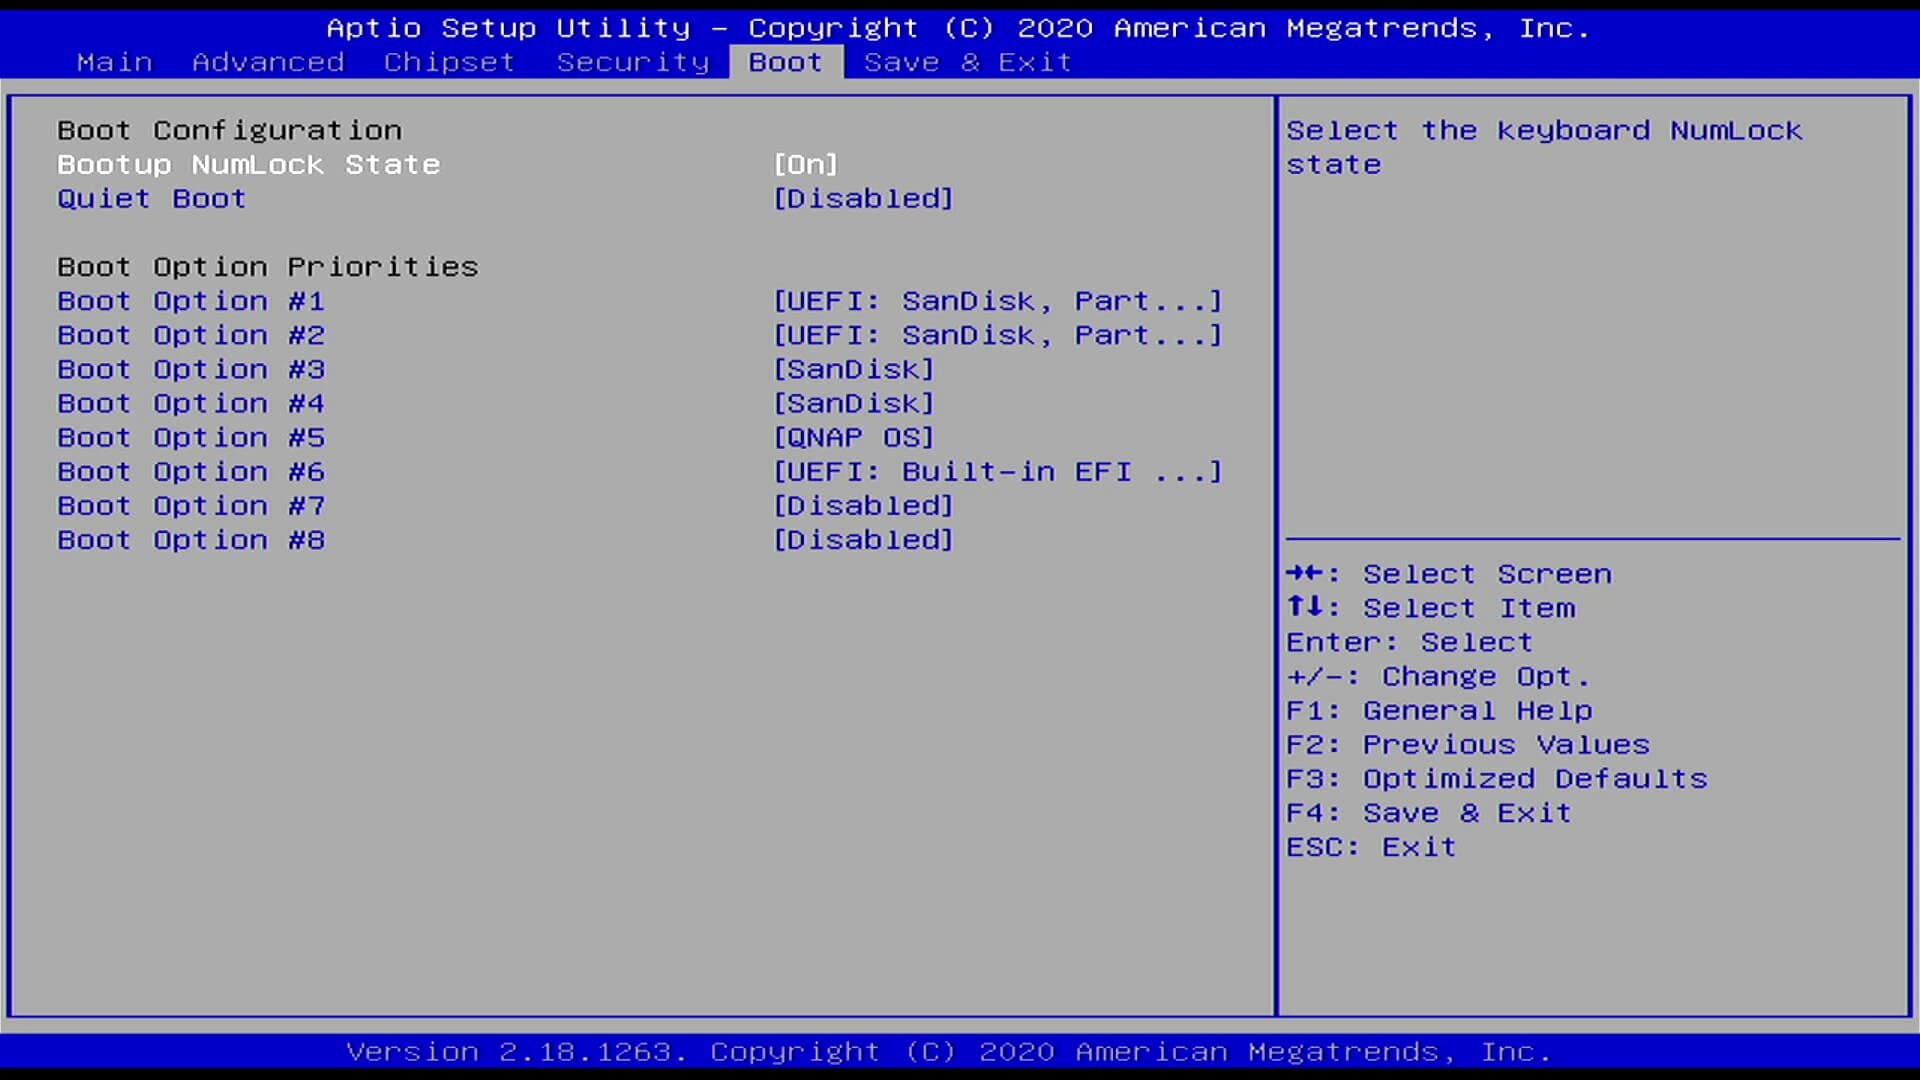 Aptio Setup Utility – Copyright (C) 2020 American Megatrends, Inc.
Main Advanced Chipset Security Boot Save & Exit
Boot Configuration
Bootup NumLock State [On]
Quiet Boot [Disabled]
Boot Option Priorities
Boot Option #1 [UEFI: SanDisk, Part...]
Boot Option #2 [UEFI: SanDisk, Part...]
Boot Option #3 [SanDisk]
Boot Option #4 [SanDisk]
Boot Option #5 [QNAP OS]
Boot Option #6 [UEFI: Built–in EFI ...]
Boot Option #7 [Disabled]
Boot Option #8 [Disabled]
Select the keyboard NumLock
state
→←: Select Screen
↑↓: Select Item
Enter: Select
+/–: Change Opt.
F1: General Help
F2: Previous Values
F3: Optimized Defaults
F4: Save & Exit
ESC: Exit
Version 2.18.1263. Copyright (C) 2020 American Megatrends, Inc.